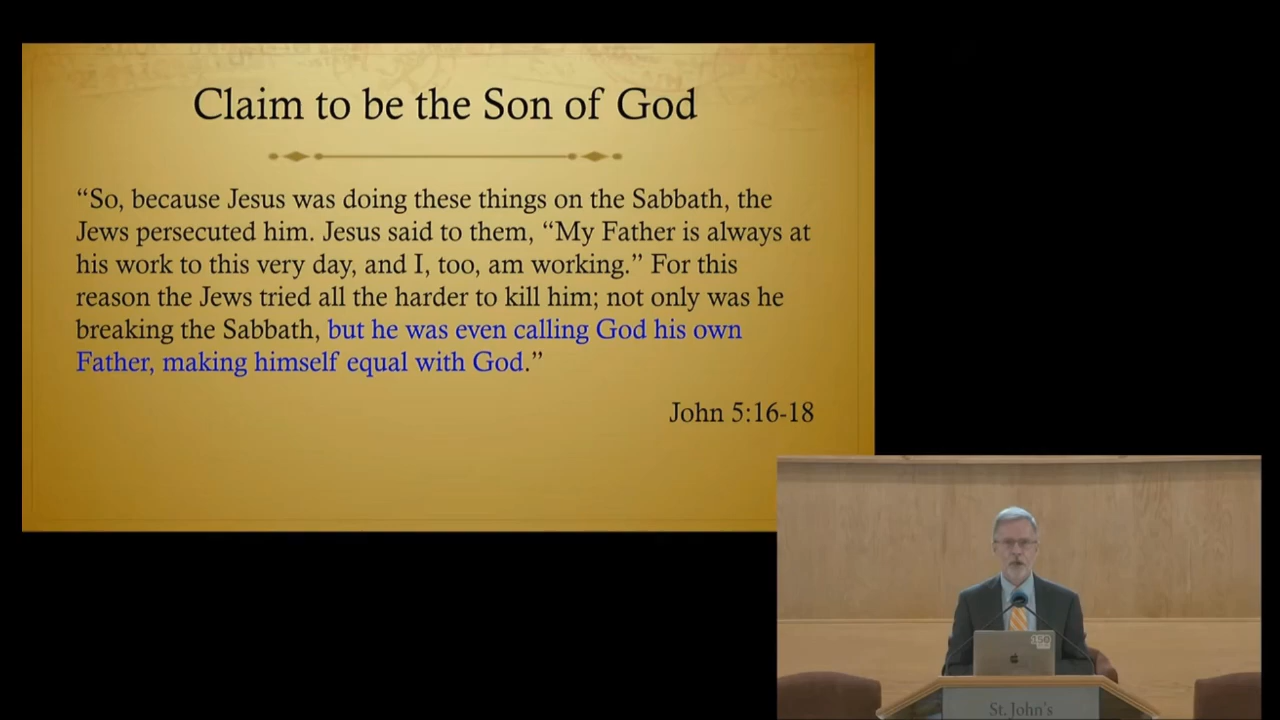 Claim to be the Son of God
“So, because Jesus was doing these things on the Sabbath, the
Jews persecuted him. Jesus said to them, “My Father is always at
his work to this very day, and I, too, am working.” For this
reason the Jews tried all the harder to kill him; not only was he
breaking the Sabbath, but he was even calling God his own
Father, making himself equal with God.”
John 5:16-18
150
St. John's